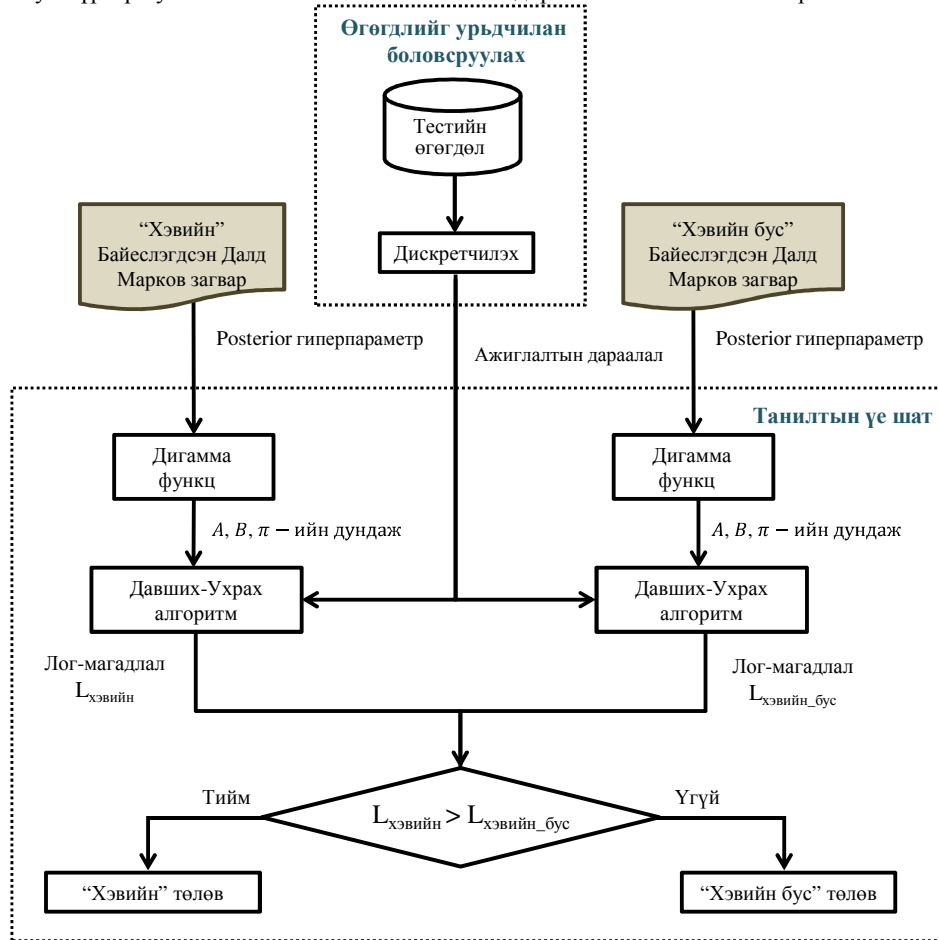 Өгөгдлийг урьдчилан
боловсруулах
Тестийн
өгөгдөл
Дискретчилэх
“Хэвийн”
Байеслэгдсэн Далд
Марков загвар
“Хэвийн бус”
Байеслэгдсэн Далд
Марков загвар
Posterior гиперпараметр
Ажиглалтын дараалал
Posterior гиперпараметр
Танилтын үе шат
Дигамма
функц
Дигамма
функц
A, B, π – ийн дундаж
A, B, π – ийн дундаж
Давших-Ухрах
алгоритм
Давших-Ухрах
алгоритм
Лог-магадлал
Lхэвийн
Лог-магадлал
Lхэвийн_бус
Тийм
Lхэвийн > Lхэвийн_бус
Үгүй
“Хэвийн” төлөв
“Хэвийн бус” төлөв